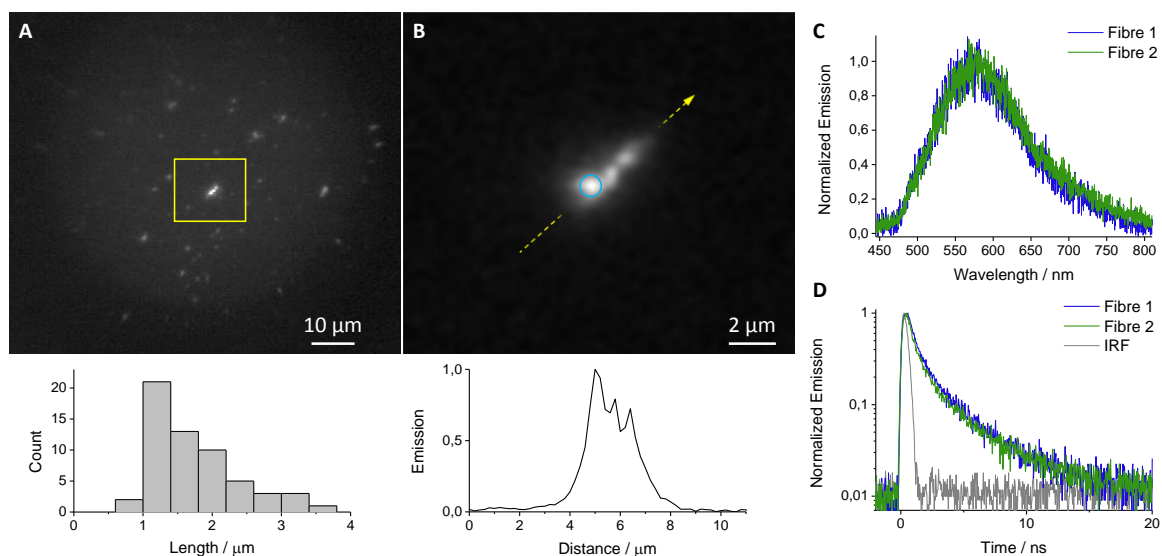 A
10 µm
B
2 µm
C
Fibre 1
Fibre 2
Normalized Emission
1,0
0,8
0,6
0,4
0,2
0,0
450 500 550 600 650 700 750 800
Wavelength / nm
D
Fibre 1
Fibre 2
IRF
Normalized Emission
1
0,1
0,01
0 10 20
Time / ns
Count
20
15
10
5
0
0 1 2 3 4
Length / µm
Emission
1,0
0,5
0,0
0 2 4 6 8 10
Distance / µm